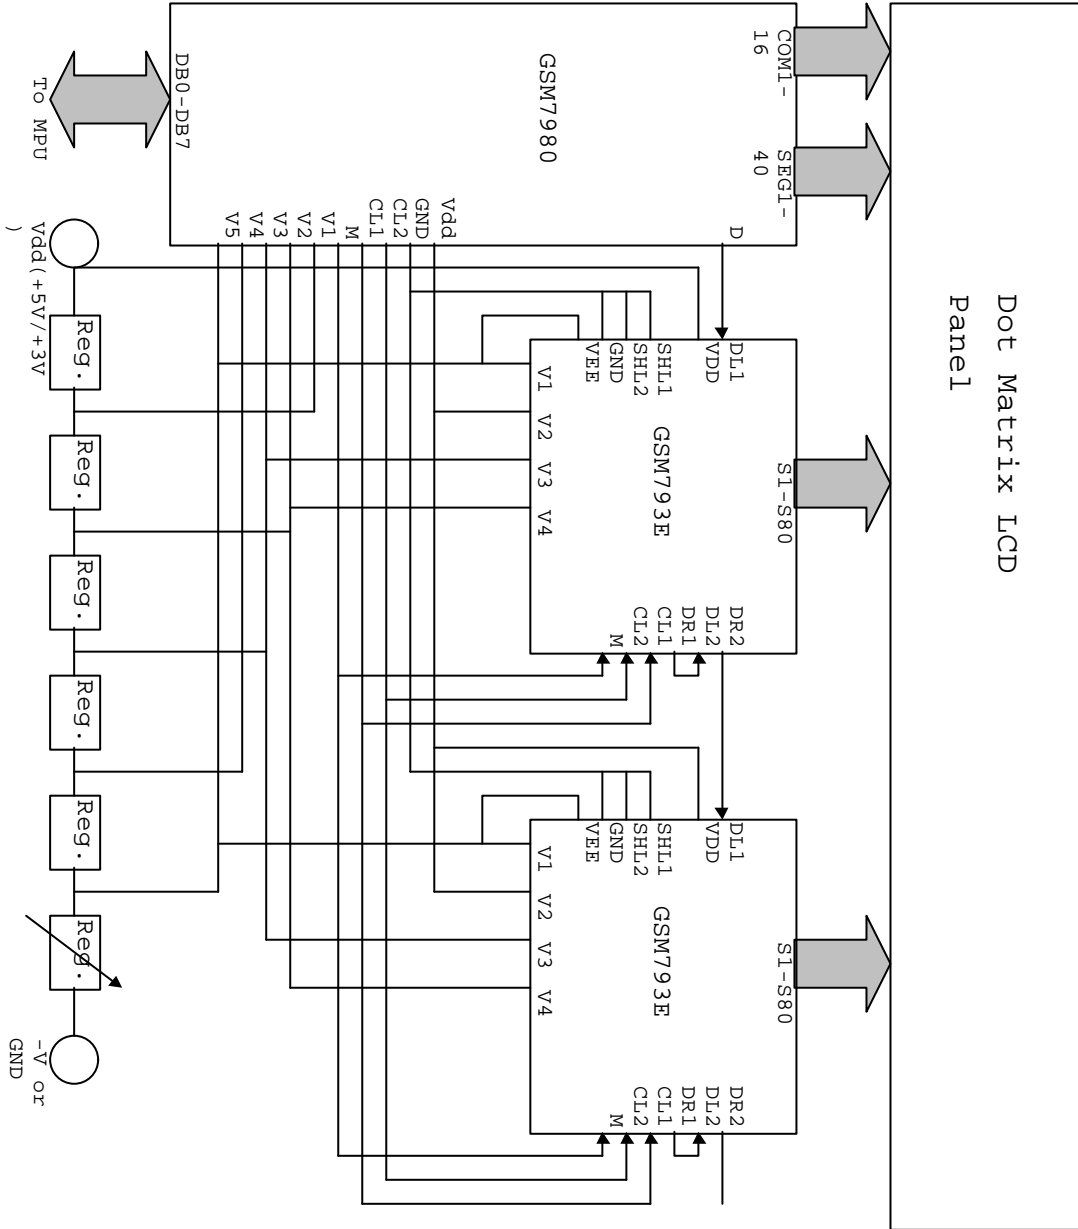 Dot Matrix LCD
Panel
COM1-
16
SEG1-
40
S1-S80
S1-S80
GSM7980
DB0-DB7
To MPU
D
Vdd
GND
CL2
CL1
M
V1
V2
V3
V4
V5
DL1
VDD
SHL1
SHL2
GND
VEE
V1
V2
V3
V4
GSM793E
DR2
DL2
DR1
CL1
CL2
M
DL1
VDD
SHL1
SHL2
GND
VEE
V1
V2
V3
V4
GSM793E
DR2
DL2
DR1
CL1
CL2
M
Vdd(+5V/+3V
)
Reg.
Reg.
Reg.
Reg.
Reg.
Reg.
-V or
GND